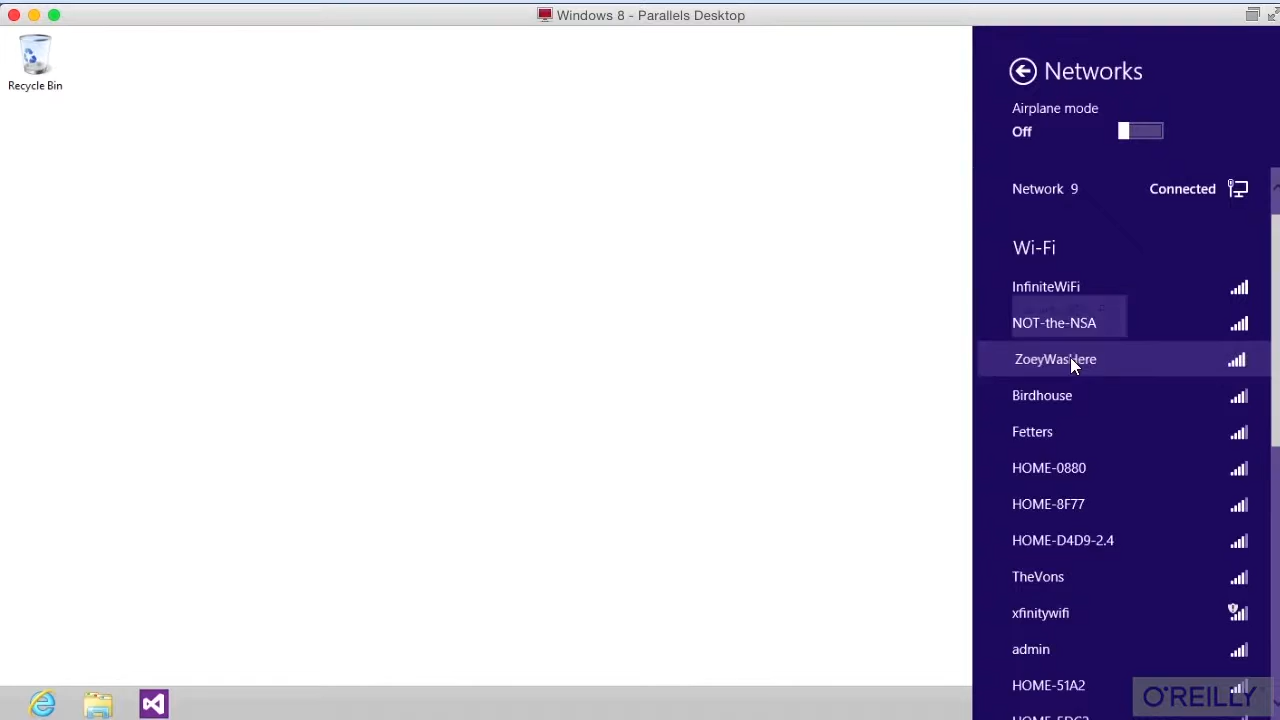 Windows 8 - Parallels Desktop
Recycle Bin
Networks
Airplane mode
Off
Network 9
Connected
Wi-Fi
InfiniteWiFi
NOT-the-NSA
ZoeyWasHere
Birdhouse
Fetters
HOME-0880
HOME-8F77
HOME-D4D9-2.4
TheVons
xfinitywifi
admin
HOME-51A2
O'REILLY